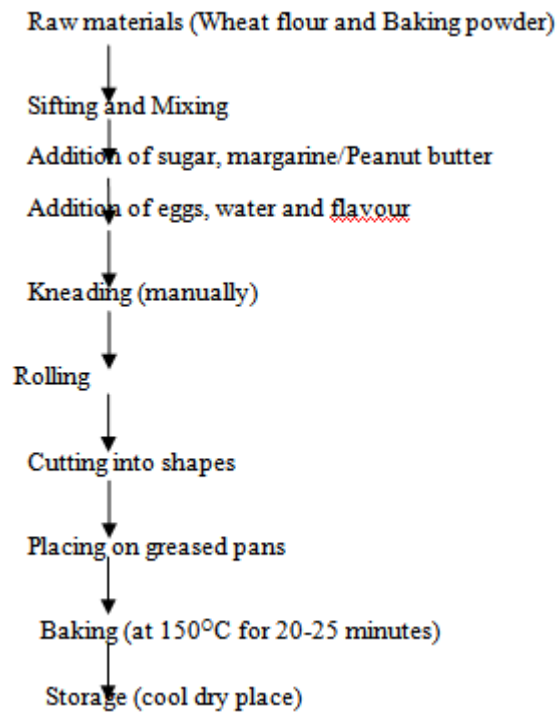 Raw materials (Wheat flour and Baking powder)
Sifting and Mixing
Addition of sugar, margarine/Peanut butter
Addition of eggs, water and flavour
Kneading (manually)
Rolling
Cutting into shapes
Placing on greased pans
Baking (at 150°C for 20-25 minutes)
Storage (cool dry place)